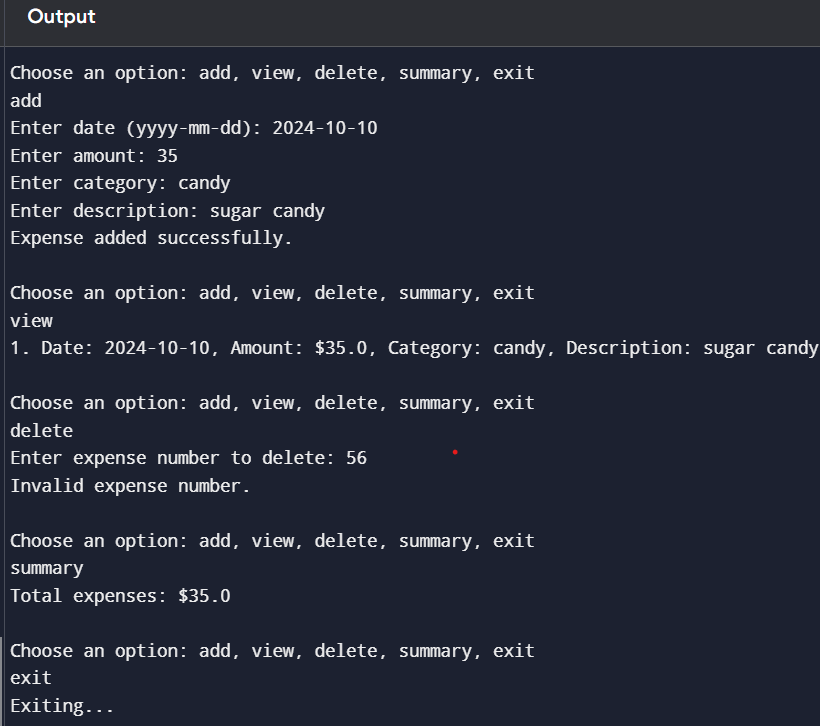 Output
Choose an option: add, view, delete, summary, exit
add
Enter date (yyyy-mm-dd): 2024-10-10
Enter amount: 35
Enter category: candy
Enter description: sugar candy
Expense added successfully.
Choose an option: add, view, delete, summary, exit
view
1. Date: 2024-10-10, Amount: $35.0, Category: candy, Description: sugar candy
Choose an option: add, view, delete, summary, exit
delete
Enter expense number to delete: 56
Invalid expense number.
Choose an option: add, view, delete, summary, exit
summary
Total expenses: $35.0
Choose an option: add, view, delete, summary, exit
exit
Exiting...